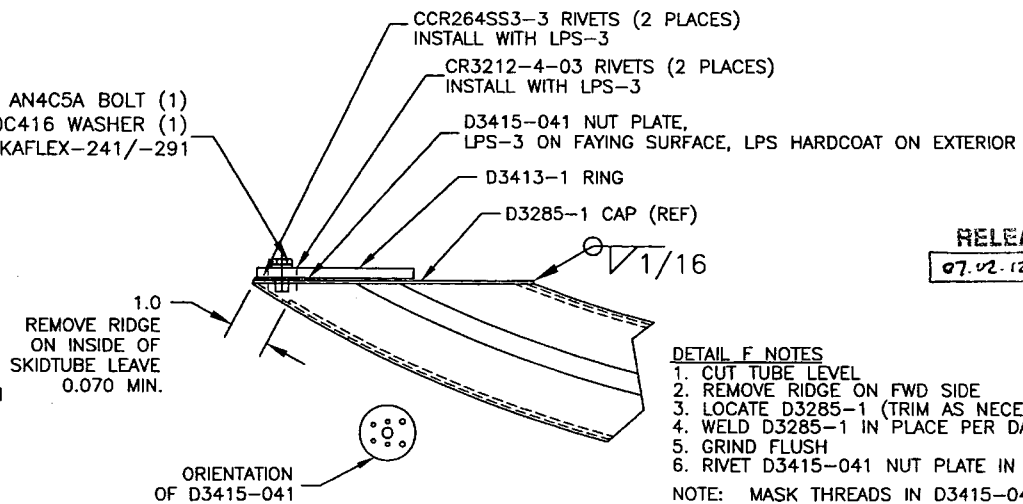 CCR264SS3-3 RIVETS (2 PLACES)
INSTALL WITH LPS-3
CR3212-4-03 RIVETS (2 PLACES)
INSTALL WITH LPS-3
AN4C5A BOLT (1)
0C416 WASHER (1)
KAFLEX-241/-291
D3415-041 NUT PLATE,
LPS-3 ON FAYING SURFACE, LPS HARDCOAT ON EXTERIOR
D3413-1 RING
D3285-1 CAP (REF)
1/16
RELEA
07.02.12
1.0
REMOVE RIDGE
ON INSIDE OF
SKIDTUBE LEAVE
0.070 MIN.
ORIENTATION
OF D3415-041
DETAIL F NOTES
1. CUT TUBE LEVEL
2. REMOVE RIDGE ON FWD SIDE
3. LOCATE D3285-1 (TRIM AS NECE
4. WELD D3285-1 IN PLACE PER DA
5. GRIND FLUSH
6. RIVET D3415-041 NUT PLATE IN
NOTE: MASK THREADS IN D3415-04